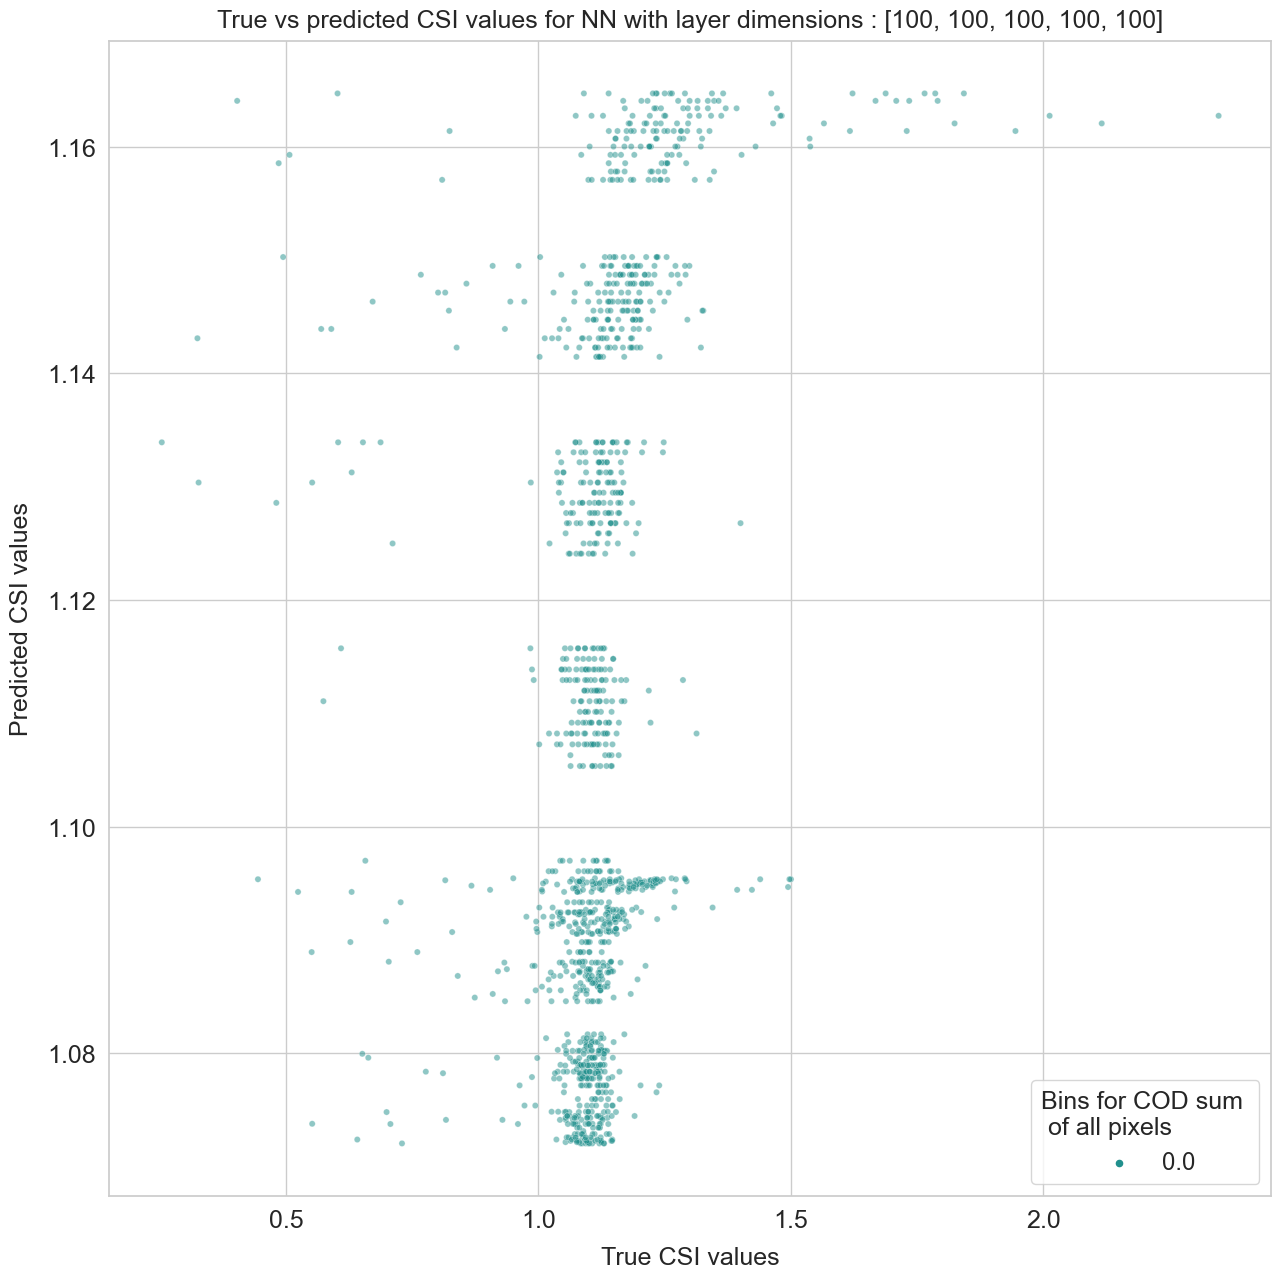 True vs predicted CSI values for NN with layer dimensions : [100, 100, 100, 100, 100]
1.16
1.14
1.12
1.10
1.08
Predicted CSI values
0.5
1.0
1.5
2.0
True CSI values
Bins for COD sum
of all pixels
0.0